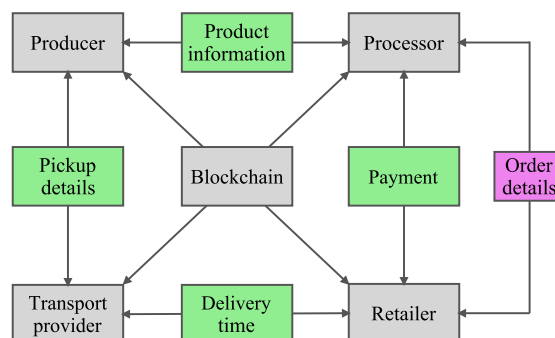 Producer
Product
information
Processor
Pickup
details
Blockchain
Payment
Order
details
Transport
provider
Delivery
time
Retailer